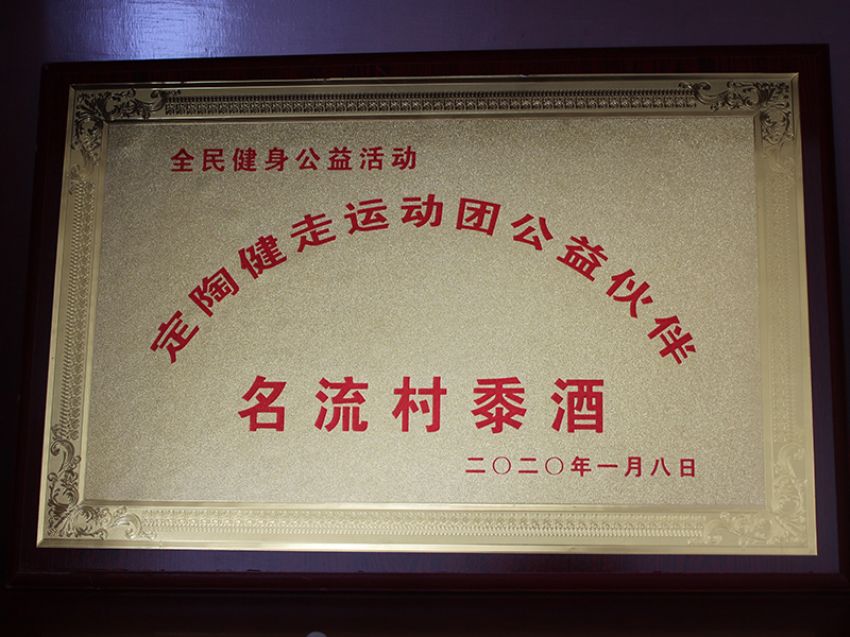 全民健身公益活动
定陶健走运动团公益伙伴
名流村黍酒
二〇二〇年一月八日